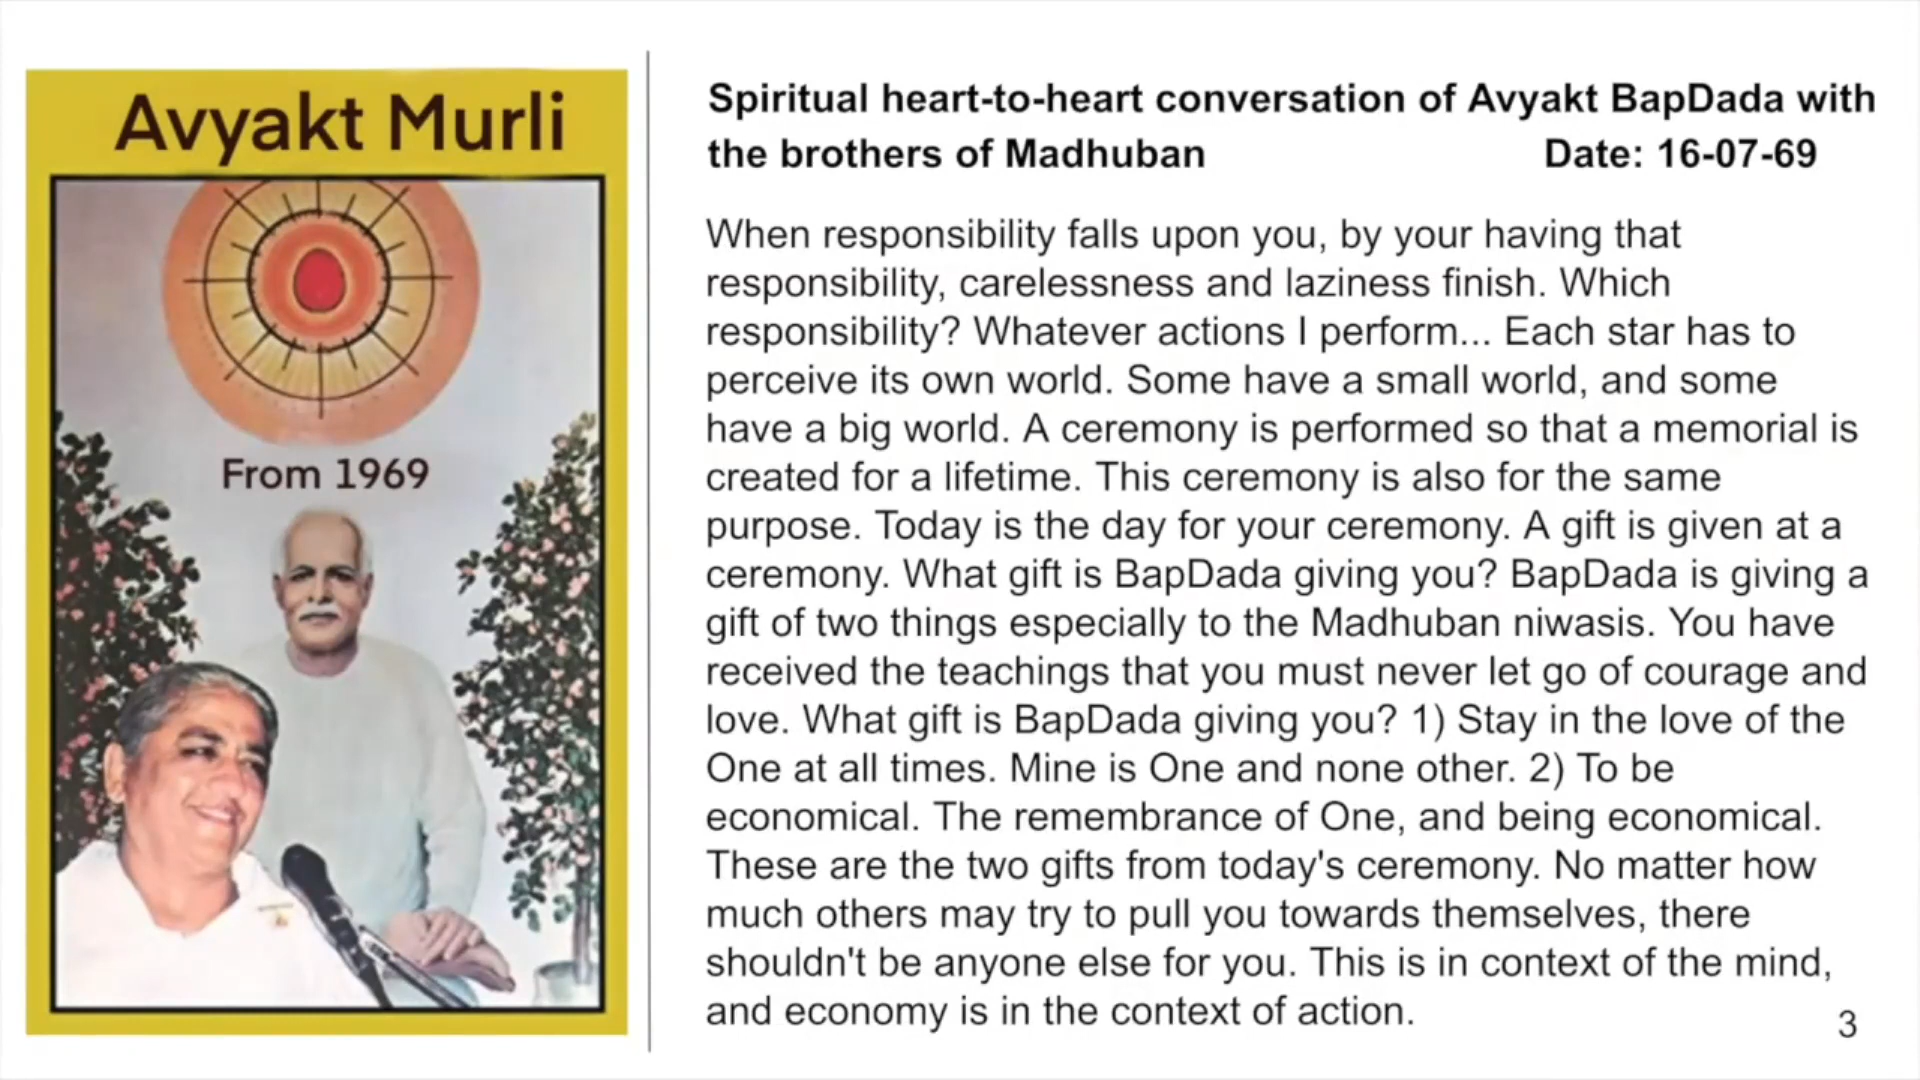 Avyakt Murli
From 1969
Spiritual heart-to-heart conversation of Avyakt BapDada with
the brothers of Madhuban Date: 16-07-69
When responsibility falls upon you, by your having that
responsibility, carelessness and laziness finish. Which
responsibility? Whatever actions I perform... Each star has to
perceive its own world. Some have a small world, and some
have a big world. A ceremony is performed so that a memorial is
created for a lifetime. This ceremony is also for the same
purpose. Today is the day for your ceremony. A gift is given at a
ceremony. What gift is BapDada giving you? BapDada is giving a
gift of two things especially to the Madhuban niwasis. You have
received the teachings that you must never let go of courage and
love. What gift is BapDada giving you? 1) Stay in the love of the
One at all times. Mine is One and none other. 2) To be
economical. The remembrance of One, and being economical.
These are the two gifts from today's ceremony. No matter how
much others may try to pull you towards themselves, there
shouldn't be anyone else for you. This is in context of the mind,
and economy is in the context of action.
3